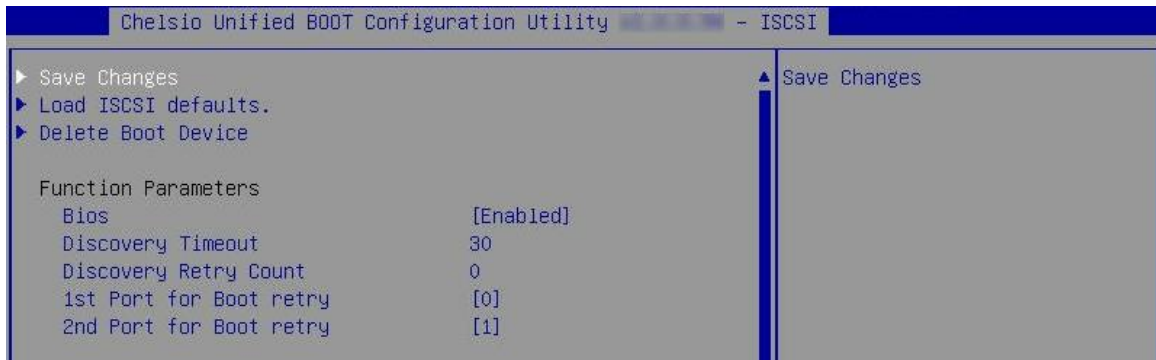 Chelsio Unified BOOT Configuration Utility - ISCSI
Save Changes
Load ISCSI defaults.
Delete Boot Device
Function Parameters
Bios [Enabled]
Discovery Timeout 30
Discovery Retry Count 0
1st Port for Boot retry [0]
2nd Port for Boot retry [1]
Save Changes